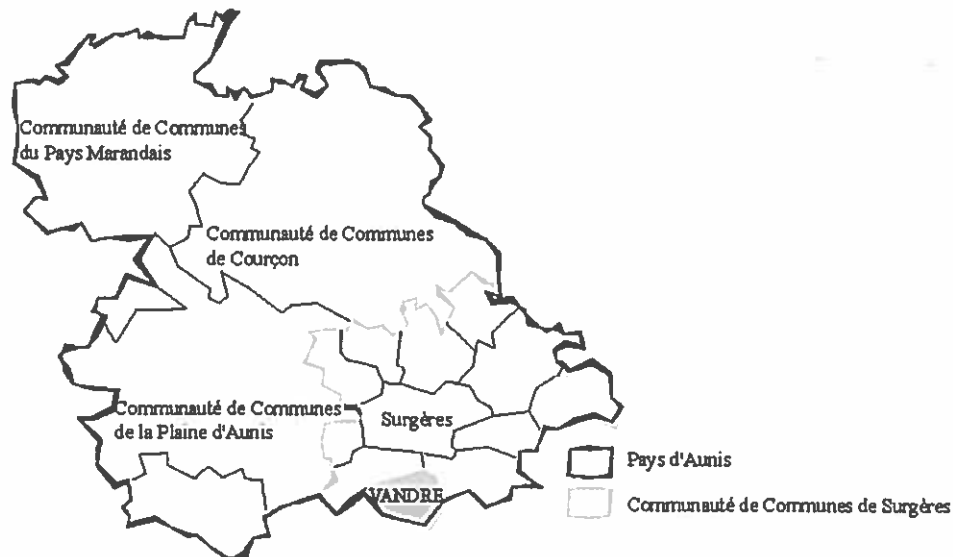 Communauté de Communes
du Pays Marandais
Communauté de Communes
de Courçon
Communauté de Communes
de la Plaine d'Aunis
Surgères
VANDRE
Pays d'Aunis
Communauté de Communes de Surgères